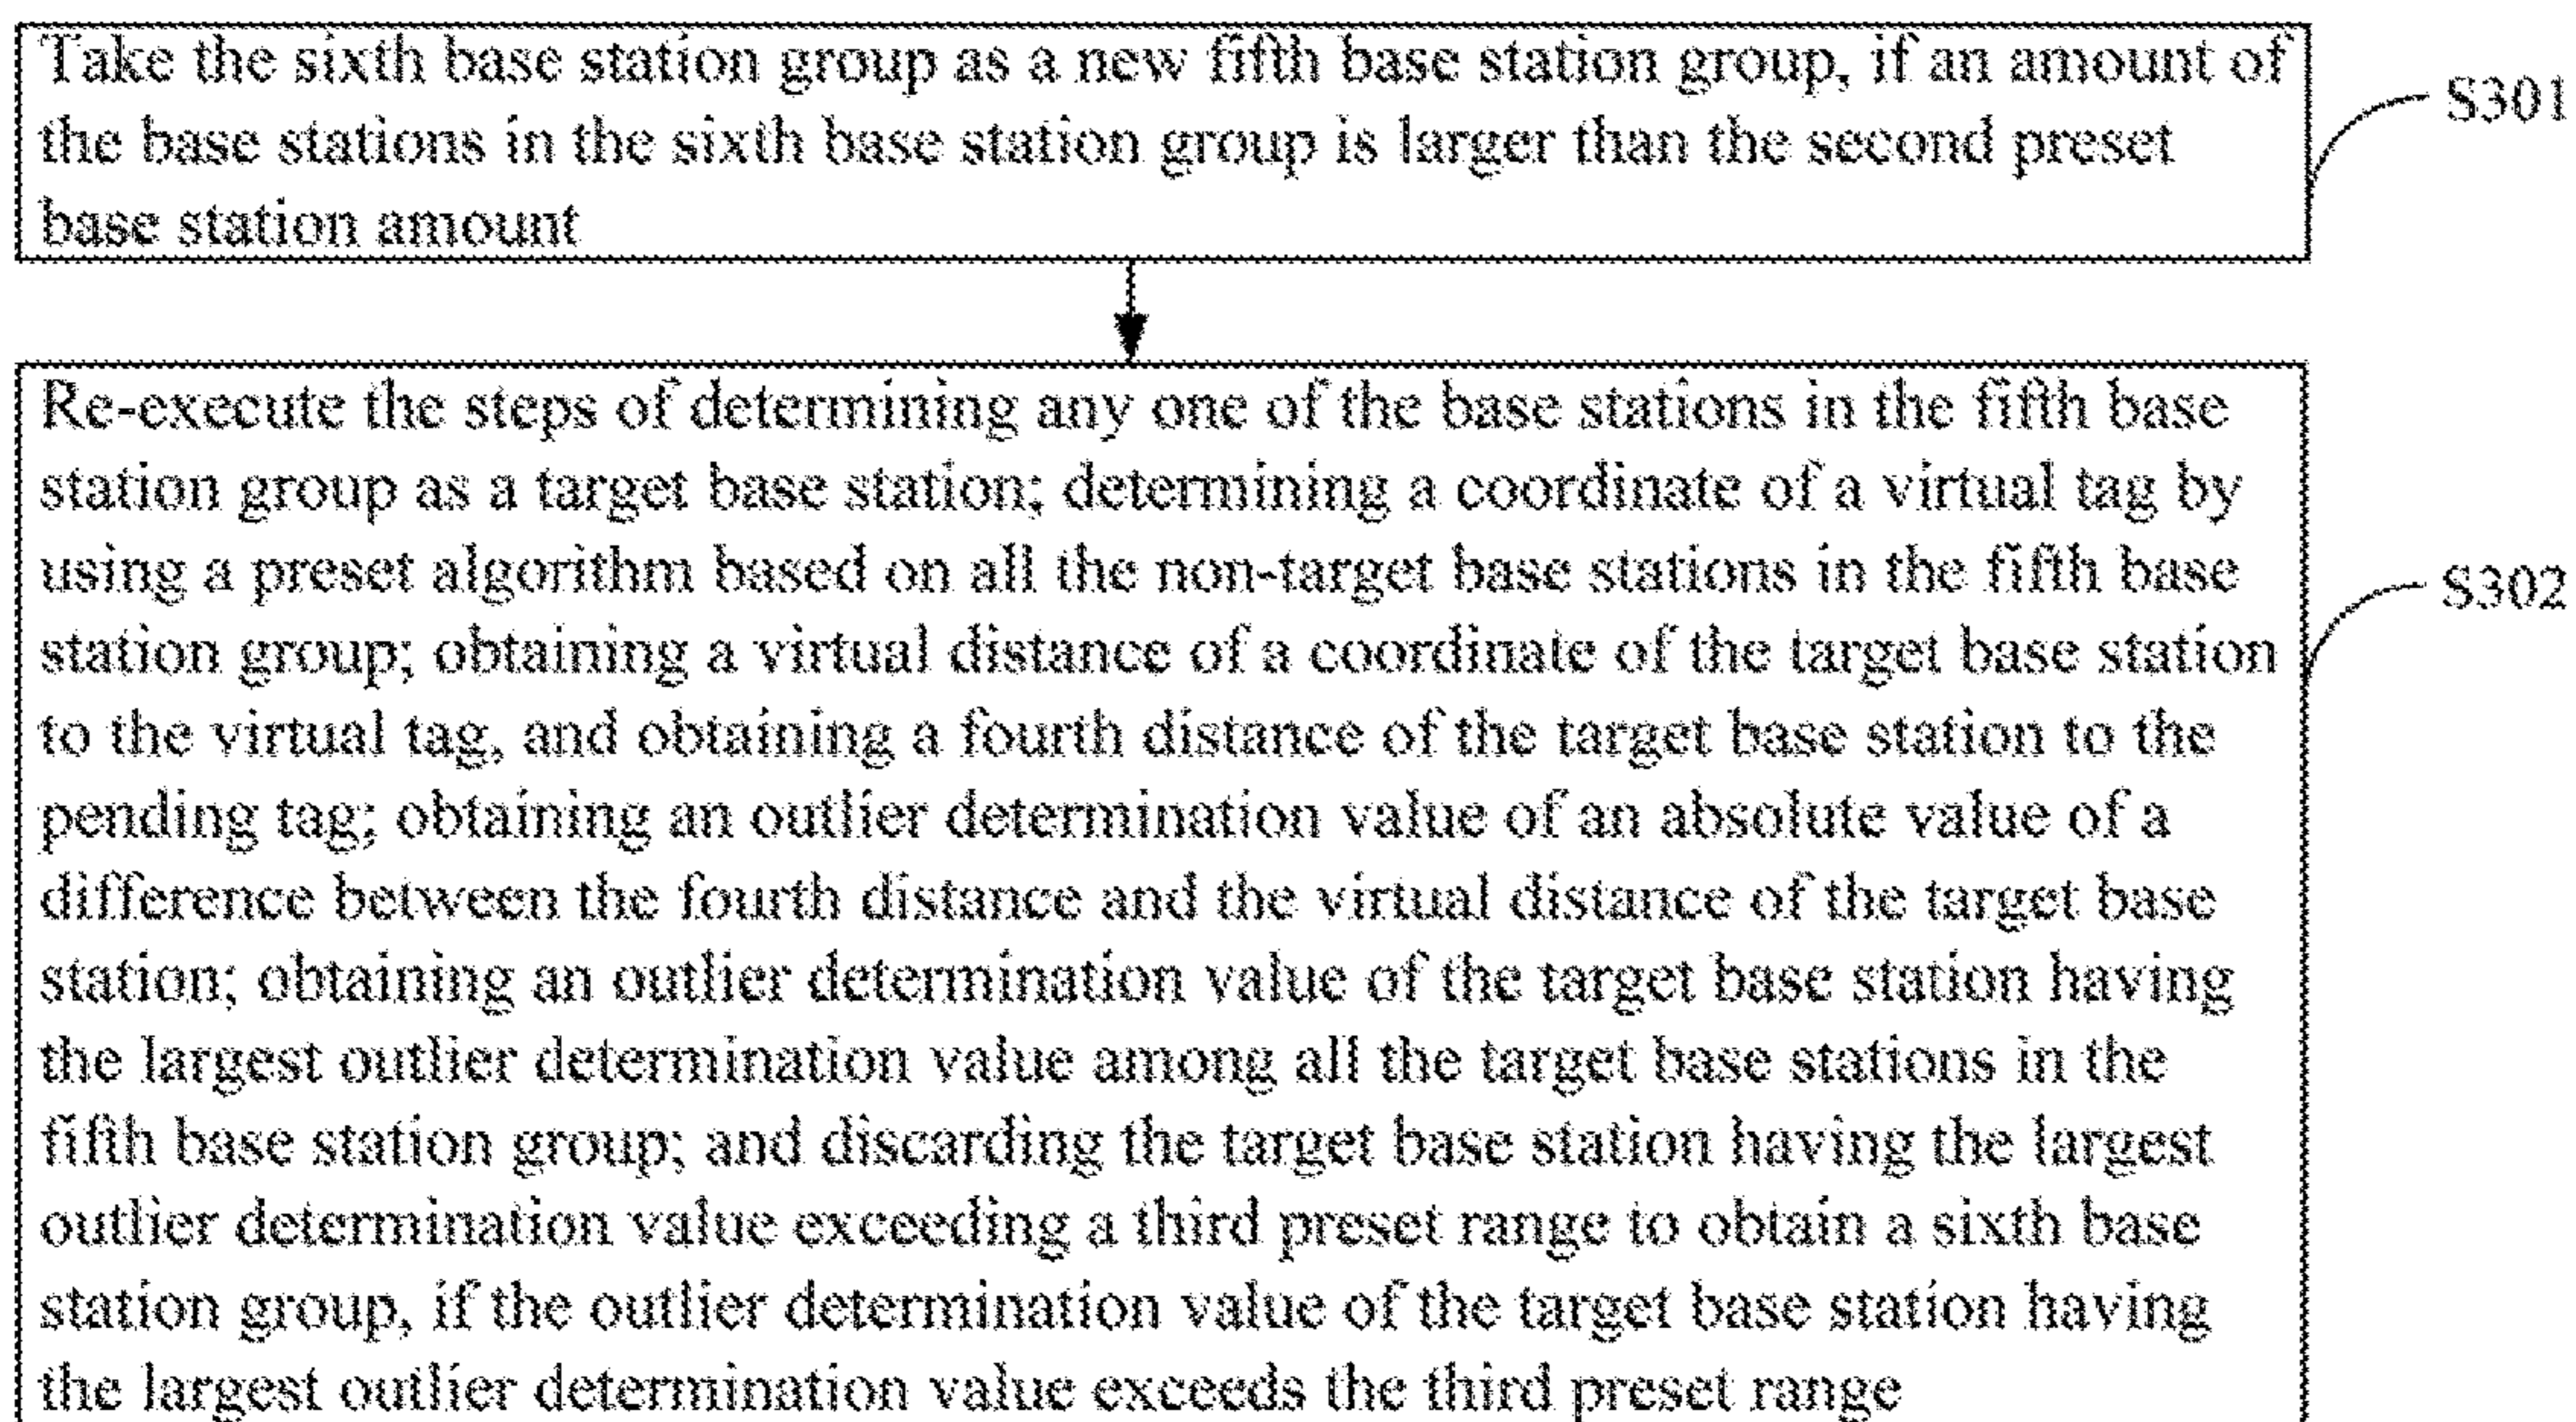 Take the sixth base station group as a new fifth base station group, if an amount of
the base stations in the sixth base station group is larger than the second preset
base station amount
S301
Re-execute the steps of determining any one of the base stations in the fifth base
station group as a target base station; determining a coordinate of a virtual tag by
using a preset algorithm based on all the non-target base stations in the fifth base
station group; obtaining a virtual distance of a coordinate of the target base station
to the virtual tag, and obtaining a fourth distance of the target base station to the
pending tag; obtaining an outlier determination value of an absolute value of a
difference between the fourth distance and the virtual distance of the target base
station; obtaining an outlier determination value of the target base station having
the largest outlier determination value among all the target base stations in the
fifth base station group; and discarding the target base station having the largest
outlier determination value exceeding a third preset range to obtain a sixth base
station group, if the outlier determination value of the target base station having
the largest outlier determination value exceeds the third preset range
S302